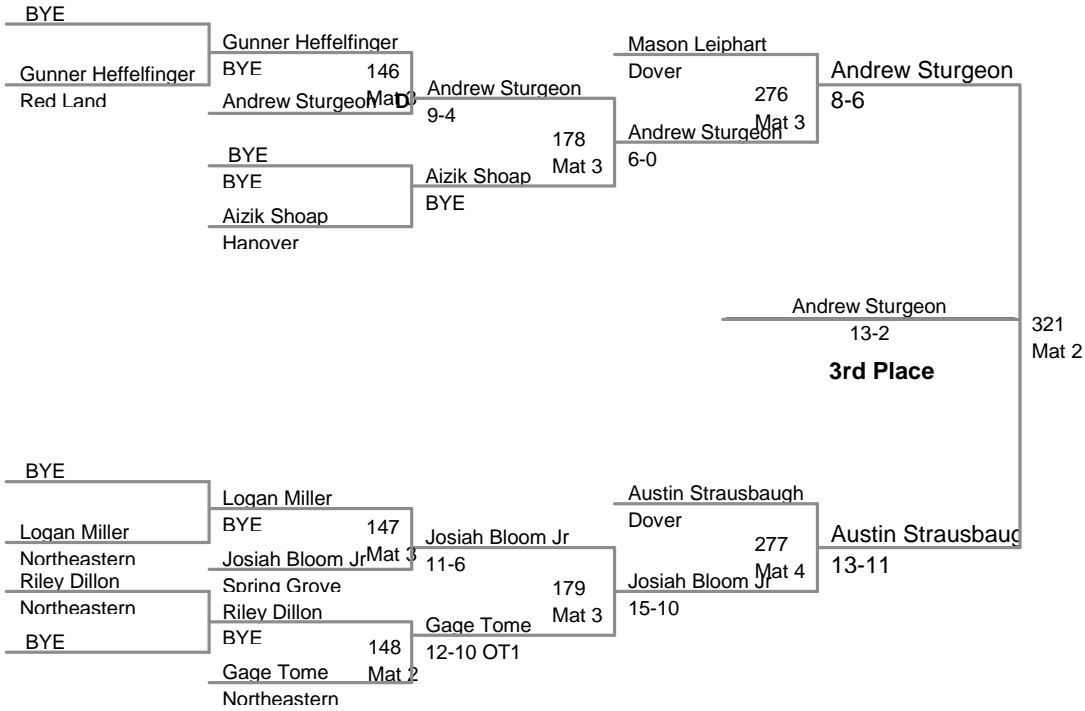 BYE
Gunner Heffelfinger
Red Land
Gunner Heffelfinger
BYE
146
Mat 3
Andrew Sturgeon D
BYE
BYE
Aizik Shoap
Hanover
Andrew Sturgeon
9-4
178
Mat 3
Aizik Shoap
BYE
Mason Leiphart
Dover
276
Mat 3
Andrew Sturgeon
6-0
Andrew Sturgeon
8-6
Andrew Sturgeon
13-2
3rd Place
321
Mat 2
BYE
Logan Miller
Northeastern
Riley Dillon
Northeastern
BYE
Logan Miller
BYE
147
Mat 3
Josiah Bloom Jr
Spring Grove
Riley Dillon
BYE
148
Mat 2
Gage Tome
Northeastern
Josiah Bloom Jr
11-6
179
Mat 3
Gage Tome
12-10 OT1
Austin Strausbaugh
Dover
277
Mat 4
Josiah Bloom Jr
15-10
Austin Strausbaug
13-11